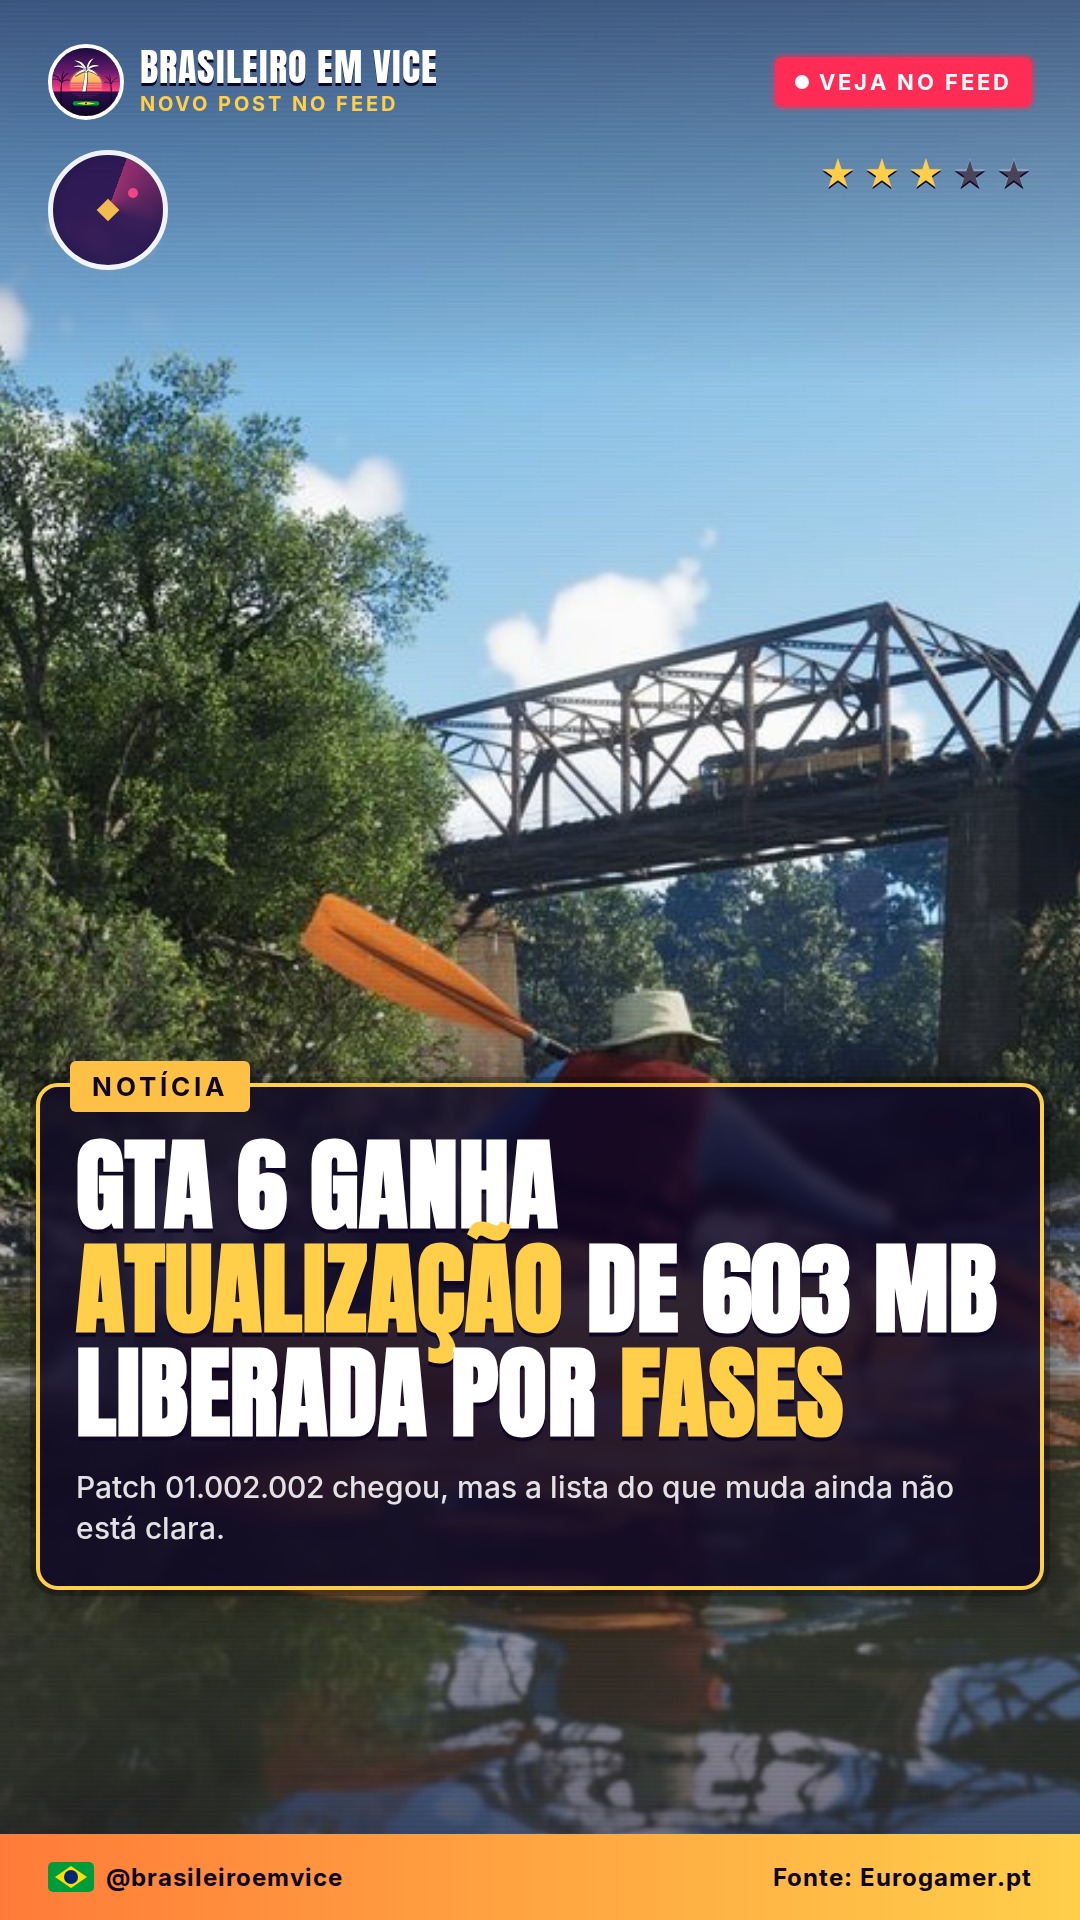 BRASILEIRO EM VICE
NOVO POST NO FEED
VEJA NO FEED
NOTÍCIA
GTA 6 GANHA
ATUALIZAÇÃO DE 603 MB
LIBERADA POR FASES
Patch 01.002.002 chegou, mas a lista do que muda ainda não
está clara.
@brasileiroemvice
Fonte: Eurogamer.pt